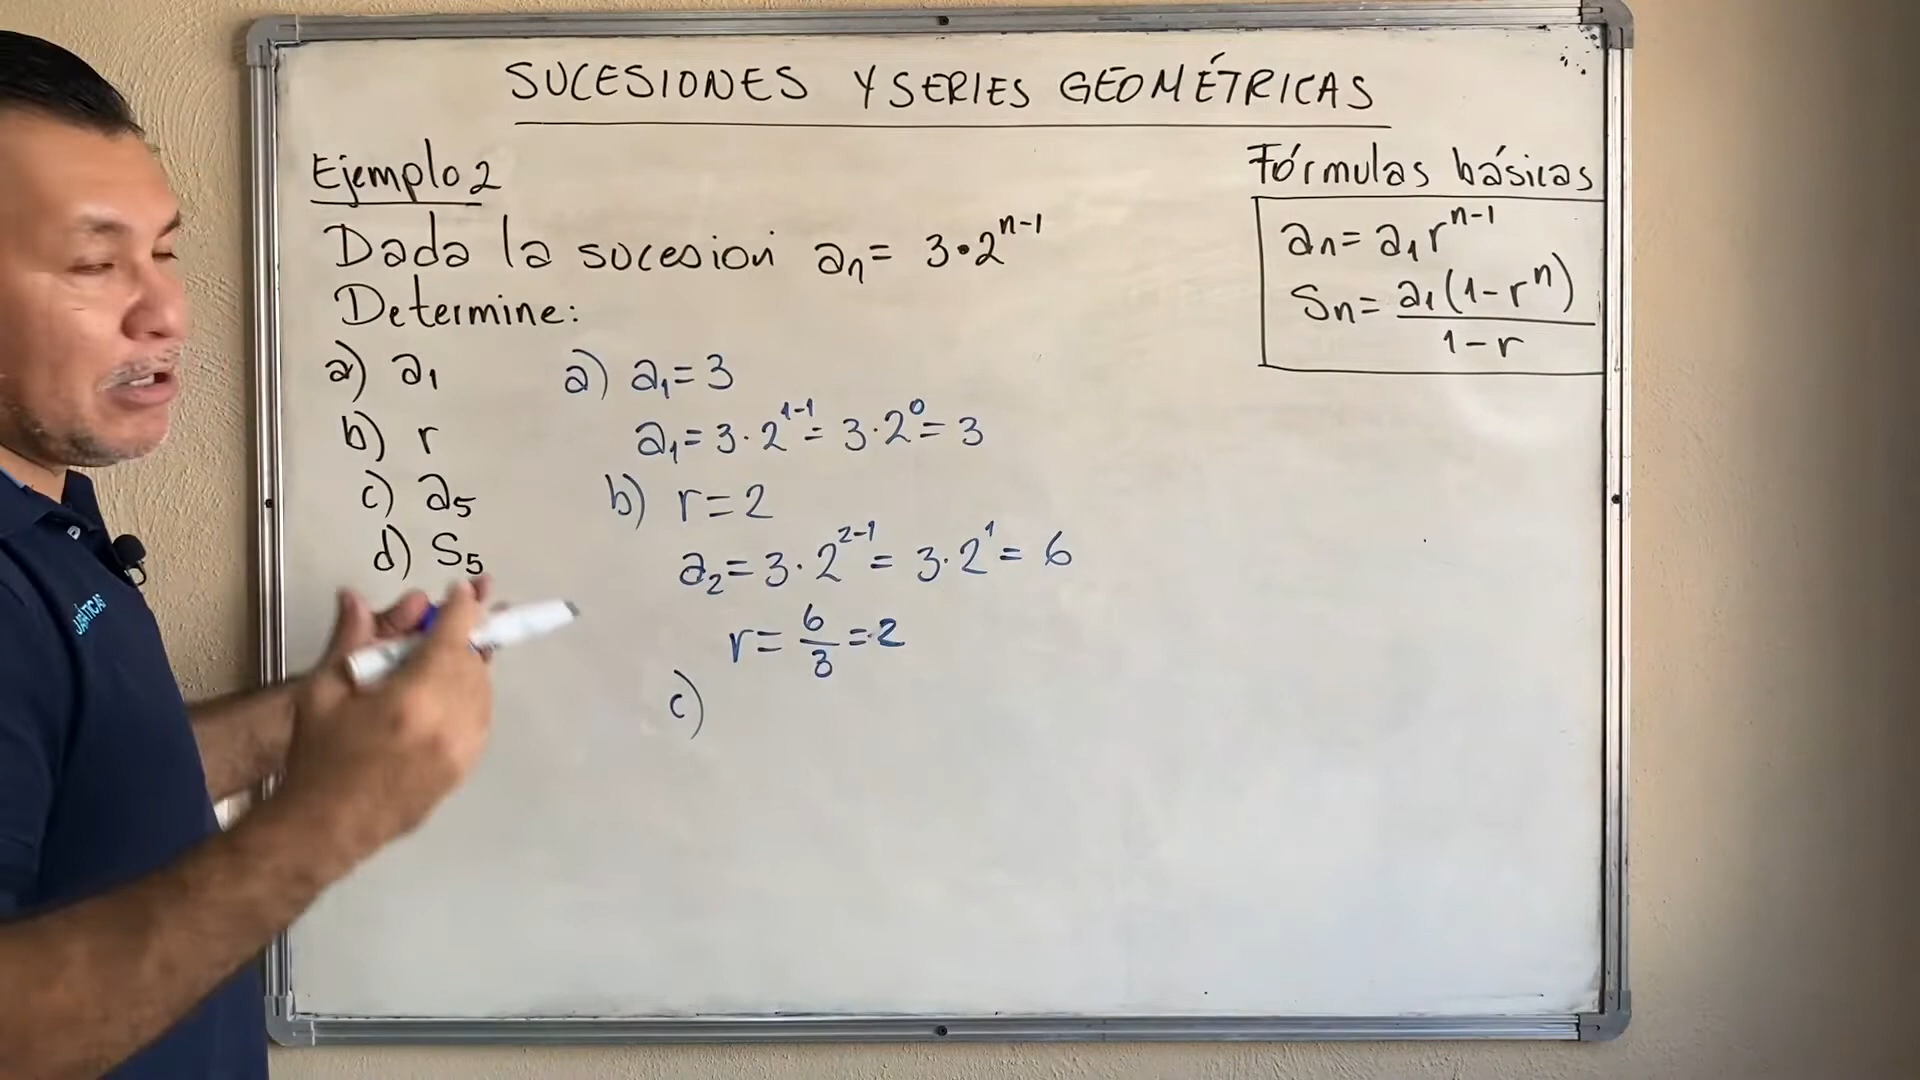 SUCESIONES Y SERIES GEOMÉTRICAS
Ejemplo 2
Dada la sucesion aₙ = 3·2ⁿ⁻¹
Determine:
a) a₁
b) r
c) a₅
d) S₅
a) a₁ = 3
a₁ = 3·2¹⁻¹ = 3·2⁰ = 3
b) r = 2
a₂ = 3·2²⁻¹ = 3·2¹ = 6
r = 6/3 = 2
c)
Fórmulas básicas
aₙ = a₁rⁿ⁻¹
Sₙ = a₁(1-rⁿ)/1-r